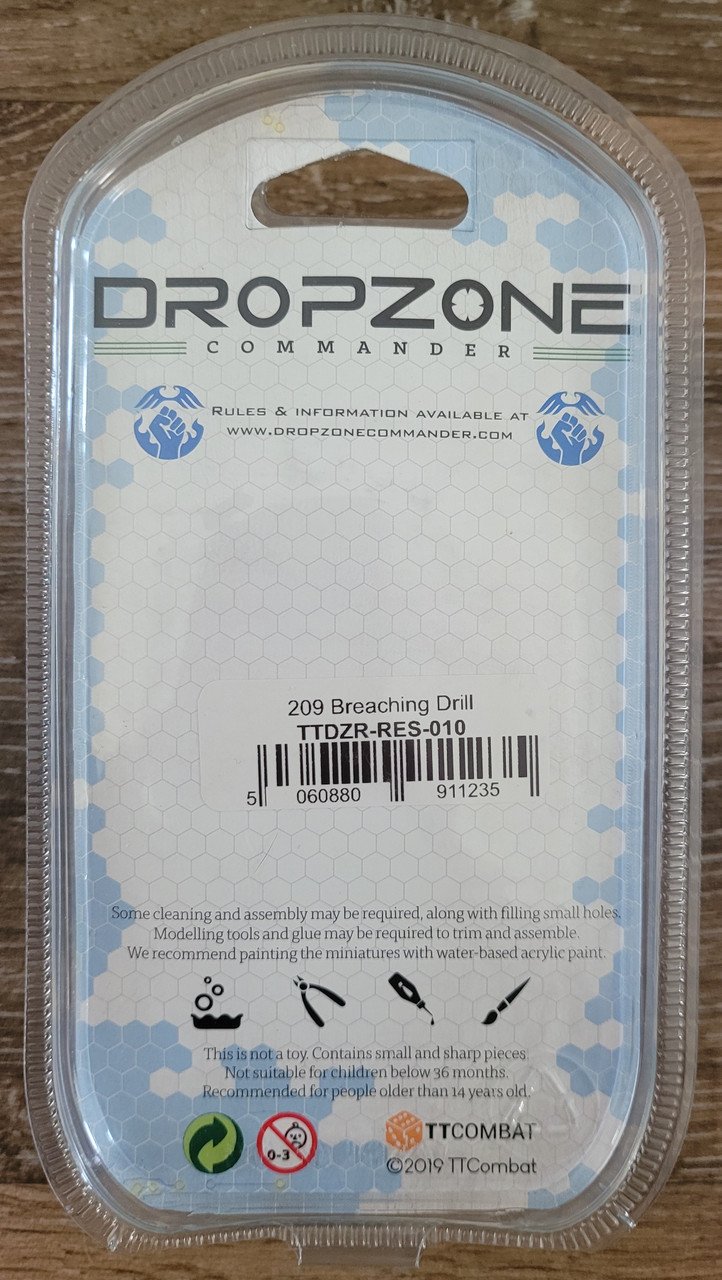 DROPZONE
COMMANDER
RULES & INFORMATION AVAILABLE AT
WWW.DROPZONECOMMANDER.COM
209 Breaching Drill
TTDZR-RES-010
5 060880 911235
Some cleaning and assembly may be required, along with filling small holes.
Modelling tools and glue may be required to trim and assemble.
We recommend painting the miniatures with water-based acrylic paint.
This is not a toy. Contains small and sharp pieces.
Not suitable for children below 36 months.
Recommended for people older than 14 years old.
0-3
TTCOMBAT
©2019 TTCombat